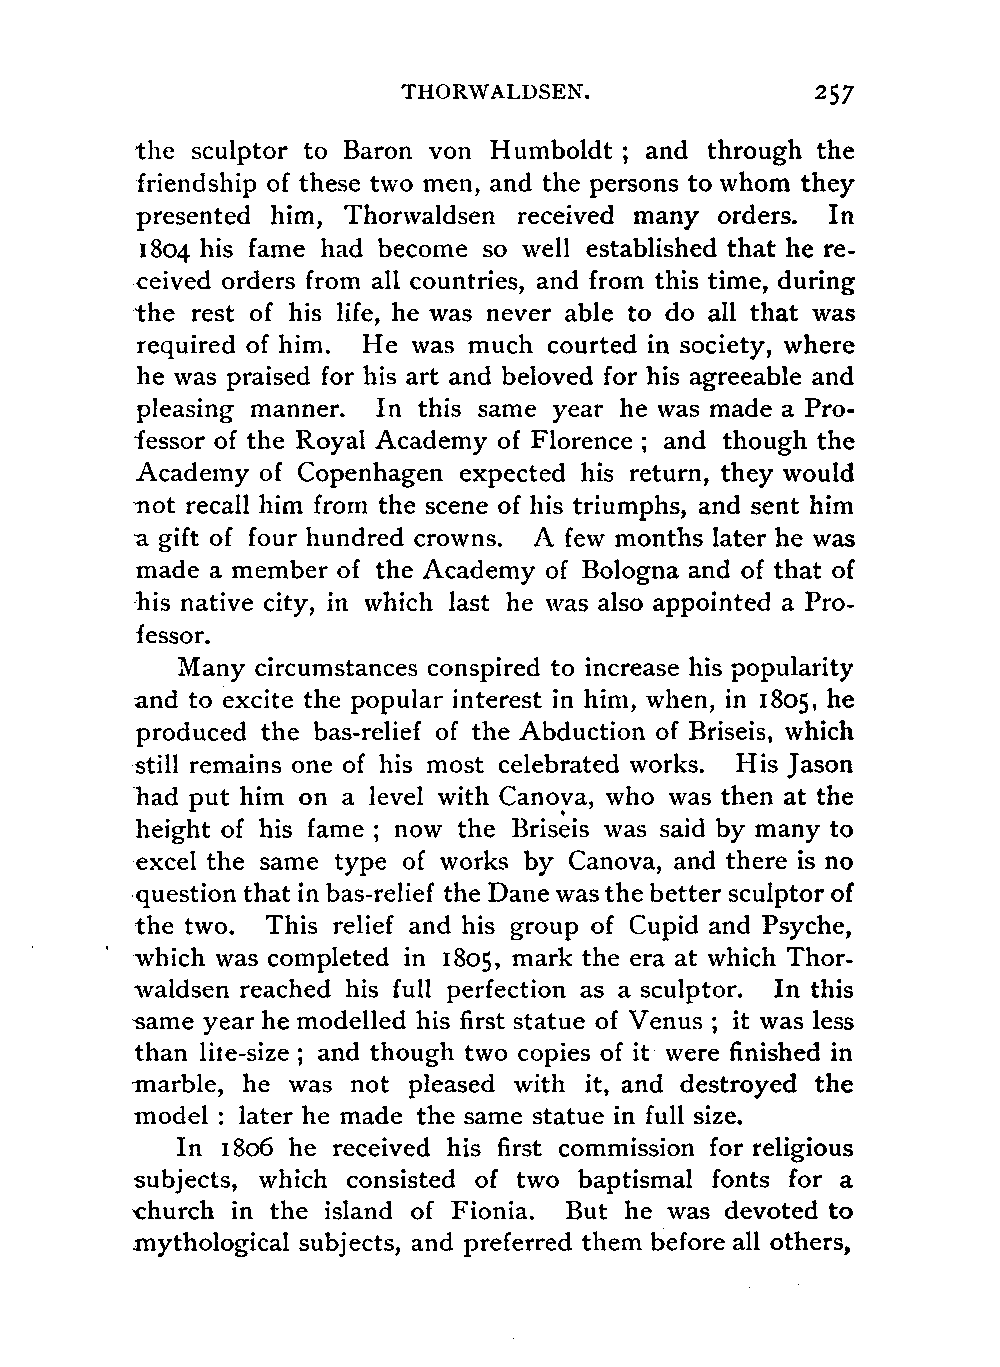 THORWALDSEN. 257
the sculptor to Baron von Humboldt ; and through the
friendship of these two men, and the persons to whom they
presented him, Thorwaldsen received many orders. In
1804 his fame had become so well established that he re-
ceived orders from all countries, and from this time, during
the rest of his life, he was never able to do all that was
required of him. He was much courted in society, where
he was praised for his art and beloved for his agreeable and
pleasing manner. In this same year he was made a Pro-
fessor of the Royal Academy of Florence ; and though the
Academy of Copenhagen expected his return, they would
not recall him from the scene of his triumphs, and sent him
a gift of four hundred crowns. A few months later he was
made a member of the Academy of Bologna and of that of
his native city, in which last he was also appointed a Pro-
fessor.
Many circumstances conspired to increase his popularity
and to excite the popular interest in him, when, in 1805, he
produced the bas-relief of the Abduction of Briseis, which
still remains one of his most celebrated works. His Jason
had put him on a level with Canova, who was then at the
height of his fame ; now the Briseis was said by many to
excel the same type of works by Canova, and there is no
question that in bas-relief the Dane was the better sculptor of
the two. This relief and his group of Cupid and Psyche,
which was completed in 1805, mark the era at which Thor-
waldsen reached his full perfection as a sculptor. In this
same year he modelled his first statue of Venus ; it was less
than life-size ; and though two copies of it were finished in
marble, he was not pleased with it, and destroyed the
model : later he made the same statue in full size.
In 1806 he received his first commission for religious
subjects, which consisted of two baptismal fonts for a
church in the island of Fionia. But he was devoted to
mythological subjects, and preferred them before all others,